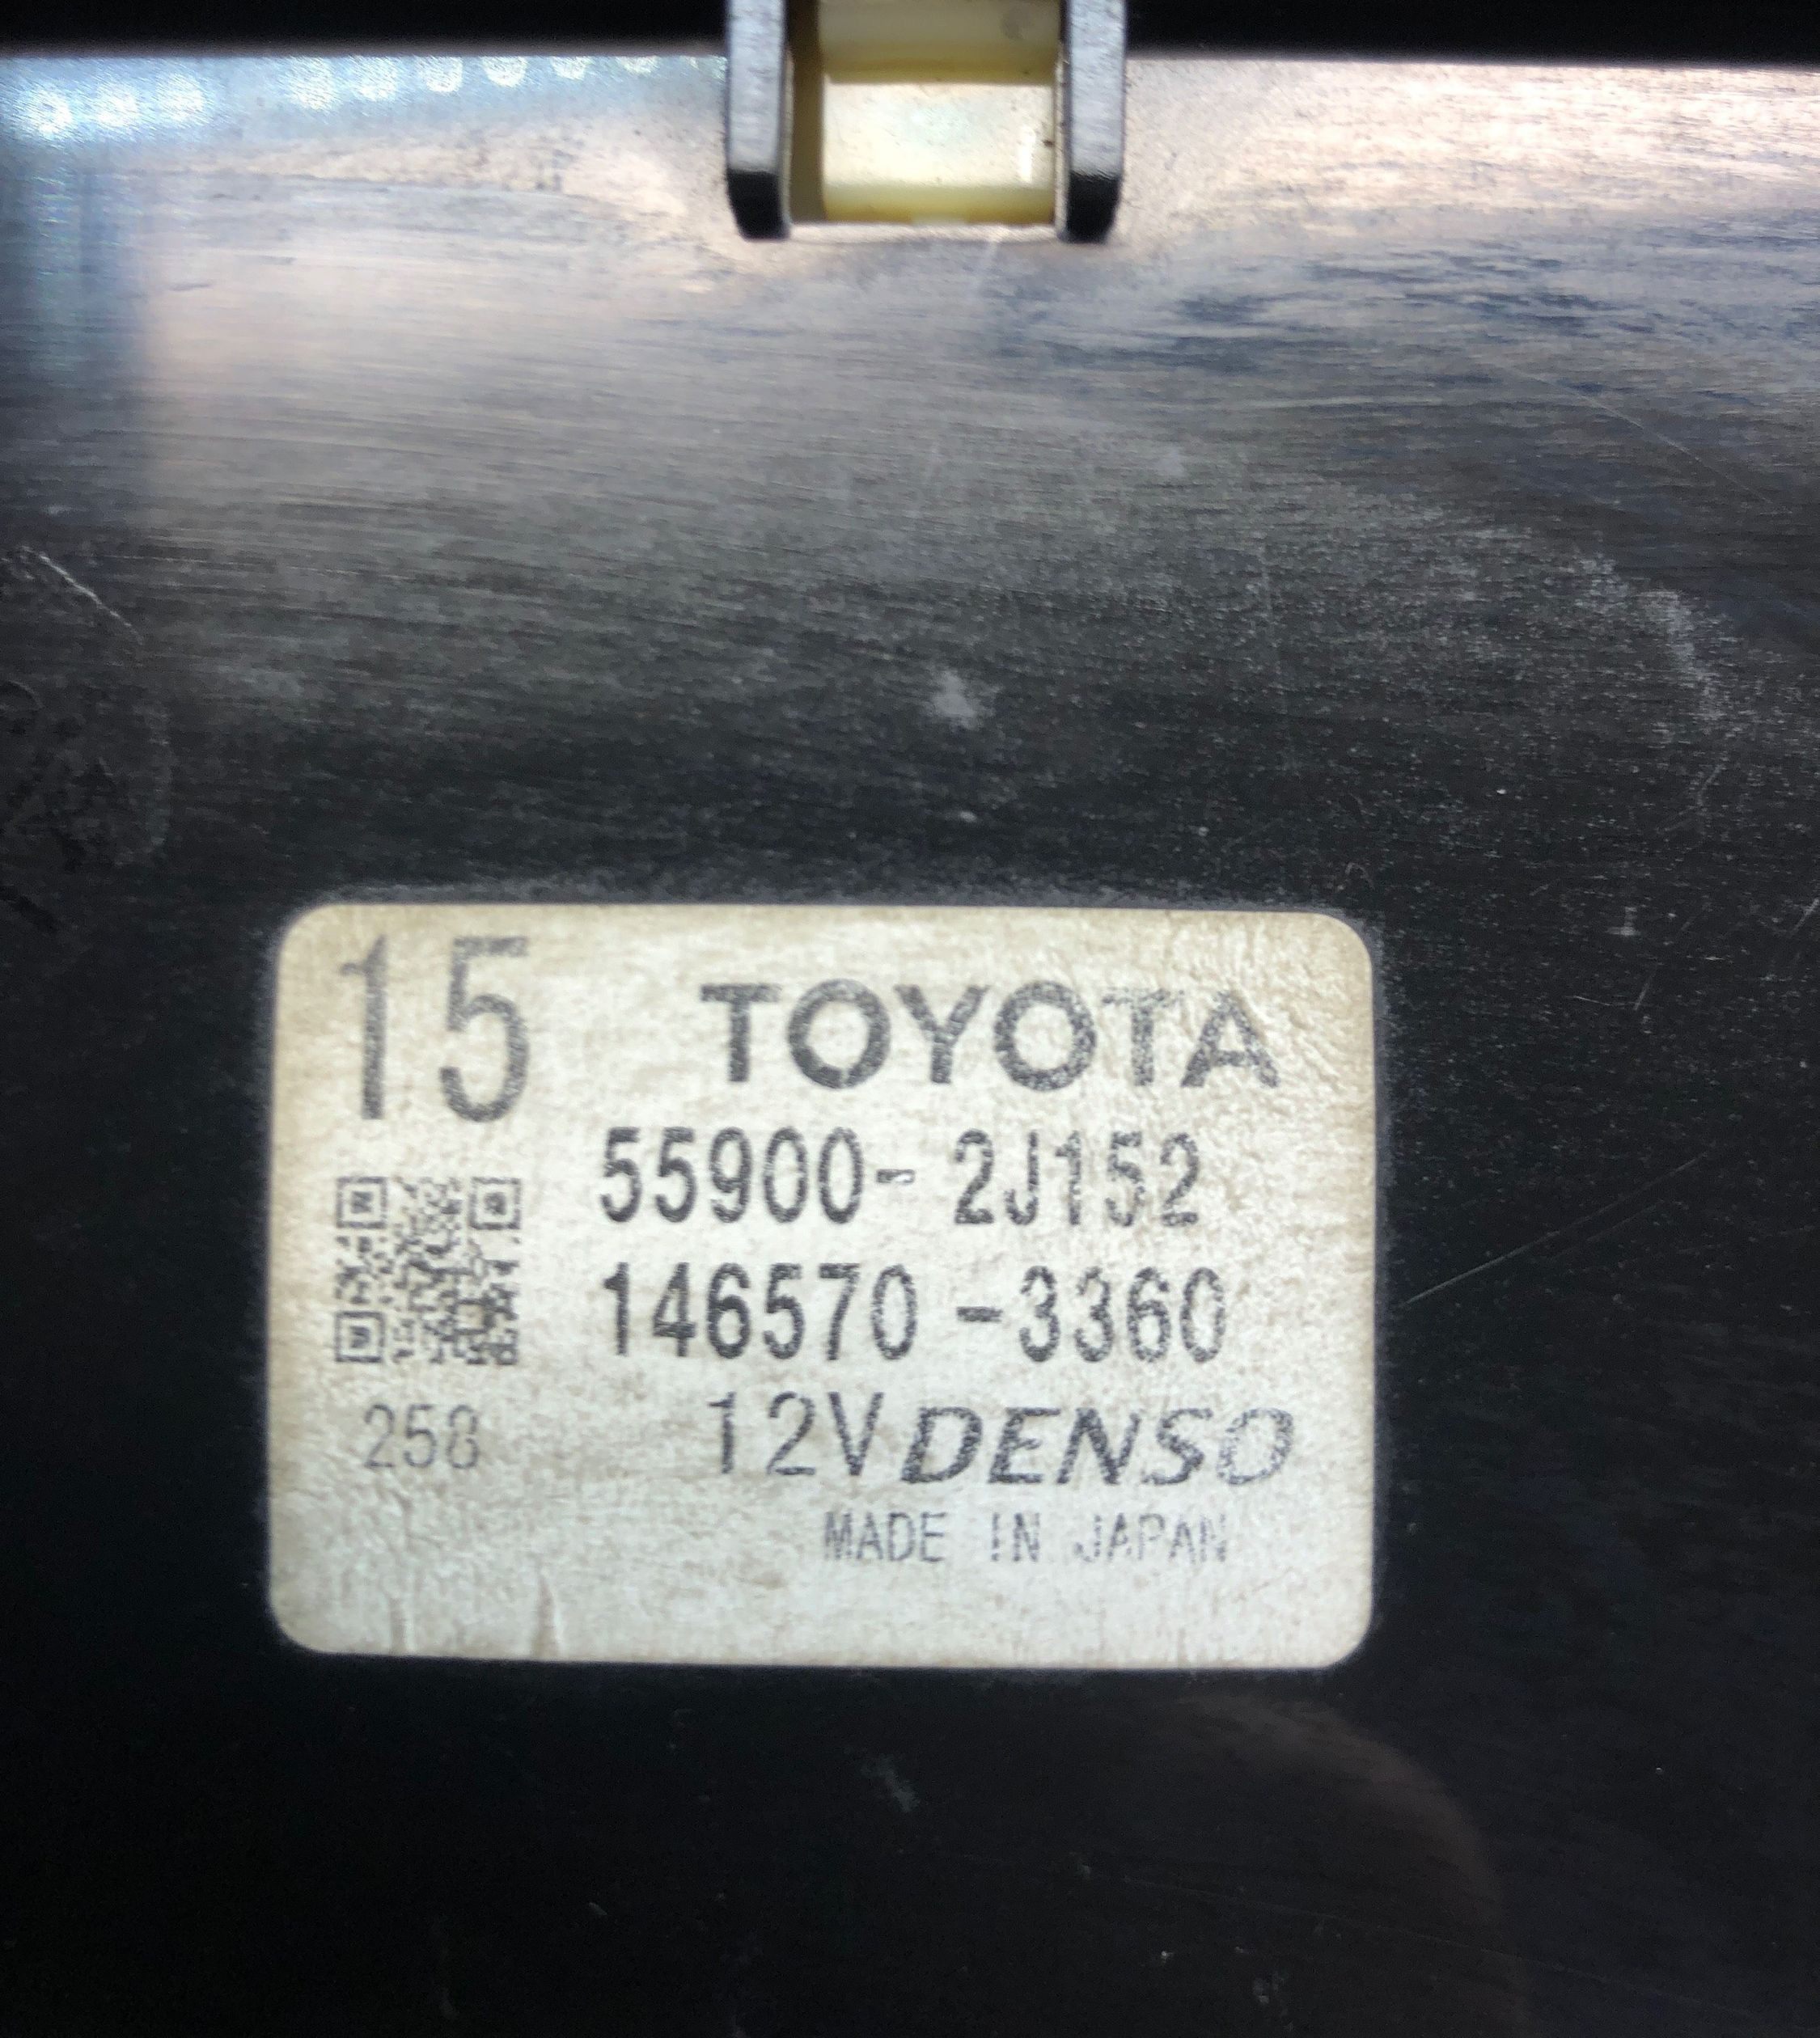 15
TOYOTA
55900-2J152
146570-3360
258
12V DENSO
MADE IN JAPAN